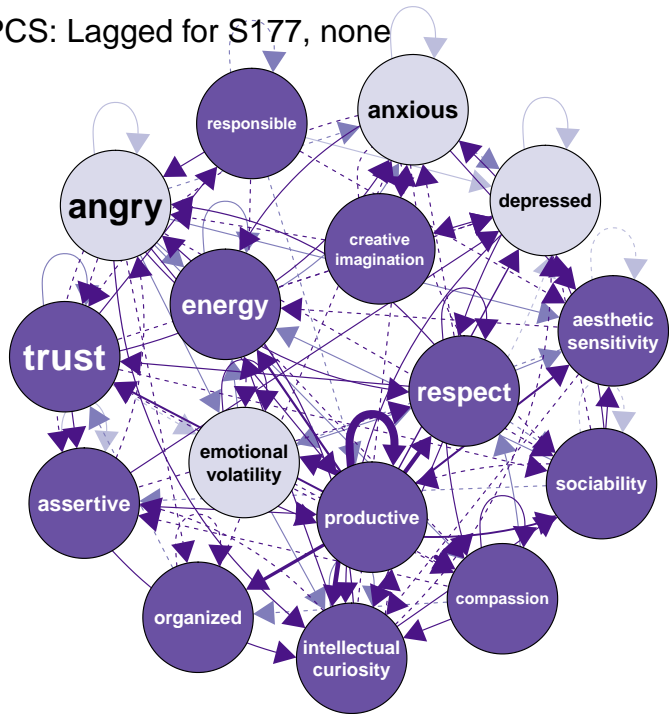 PCS: Lagged for S177, none
responsible
anxious
angry
depressed
creative
imagination
energy
aesthetic
sensitivity
trust
respect
emotional
volatility
sociability
assertive
productive
compassion
organized
intellectual
curiosity